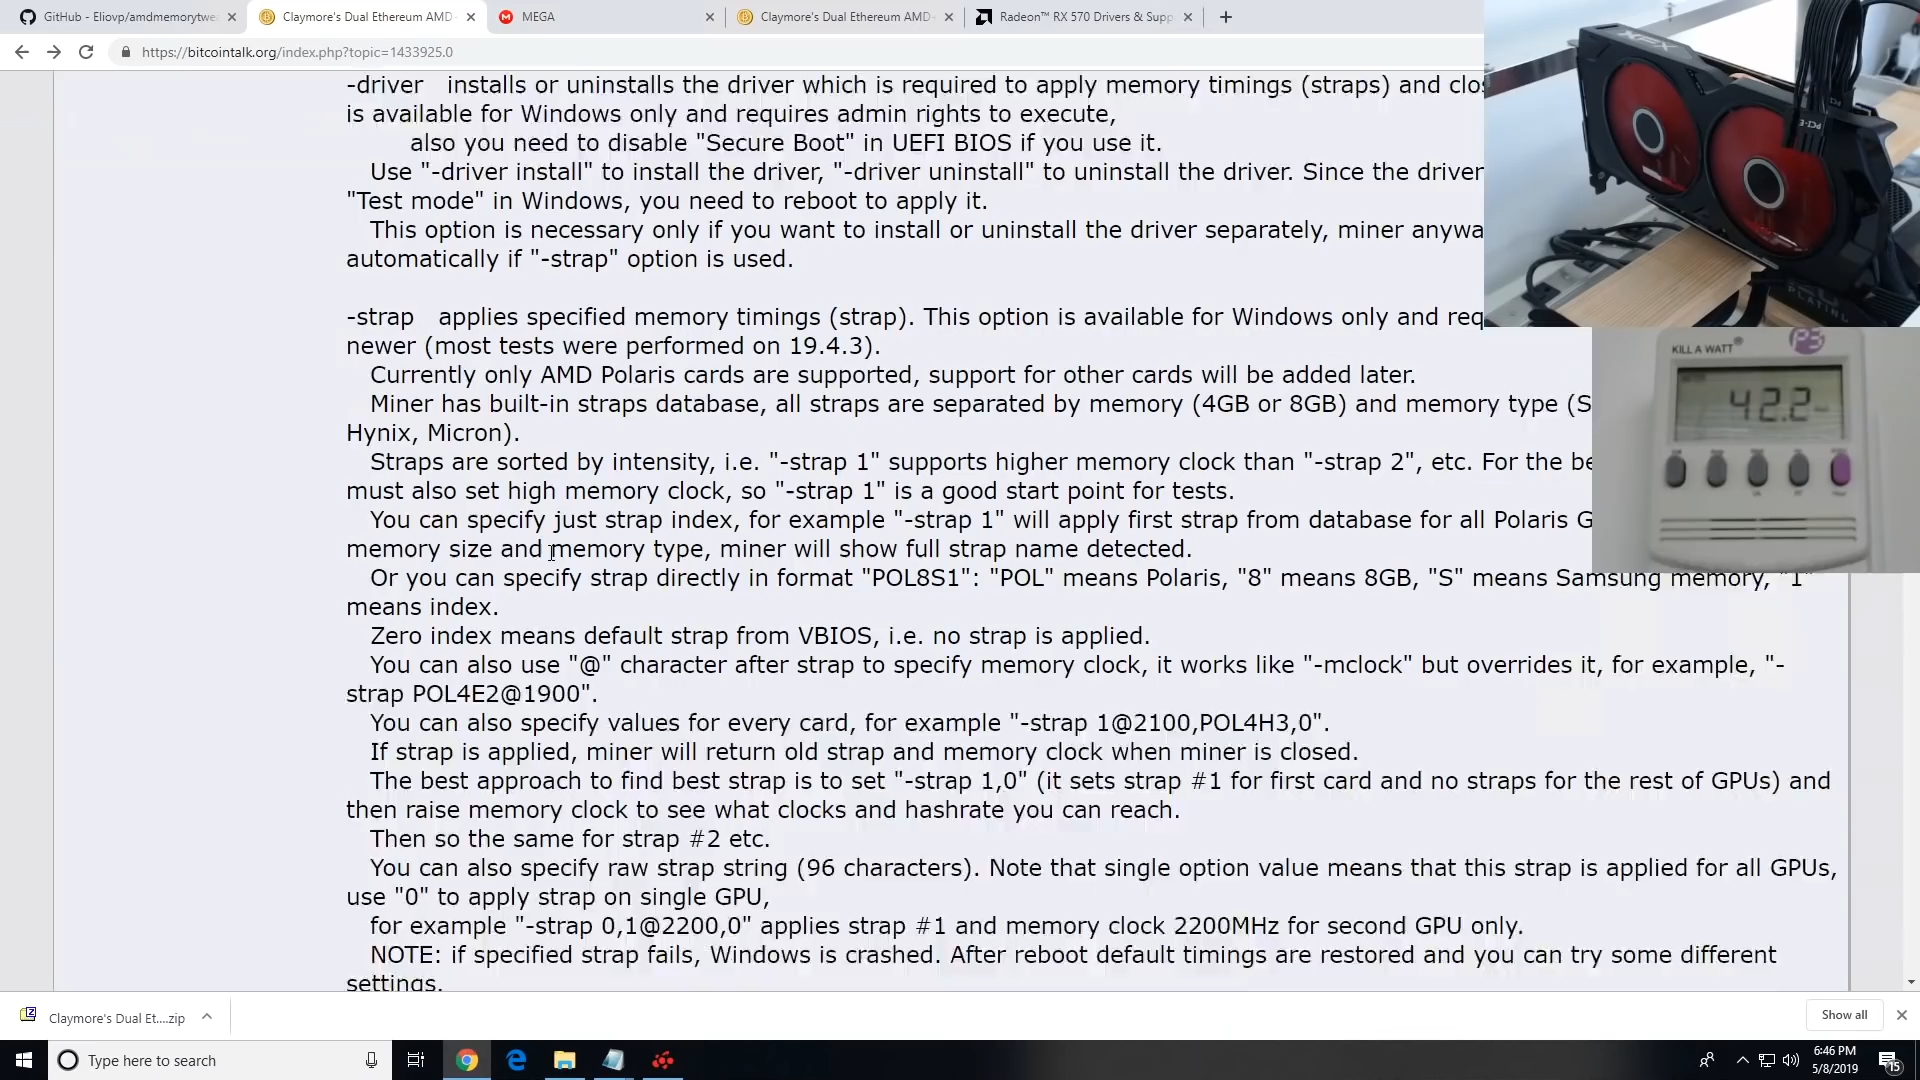 GitHub - Eliovp/amdmemorytwe
Claymore's Dual Ethereum AMD
MEGA
Claymore's Dual Ethereum AMD
Radeon™ RX 570 Drivers & Supp
https://bitcointalk.org/index.php?topic=1433925.0
-driver installs or uninstalls the driver which is required to apply memory timings (straps) and clo
is available for Windows only and requires admin rights to execute,
also you need to disable "Secure Boot" in UEFI BIOS if you use it.
Use "-driver install" to install the driver, "-driver uninstall" to uninstall the driver. Since the driver
"Test mode" in Windows, you need to reboot to apply it.
This option is necessary only if you want to install or uninstall the driver separately, miner anywa
automatically if "-strap" option is used.
-strap applies specified memory timings (strap). This option is available for Windows only and req
newer (most tests were performed on 19.4.3).
Currently only AMD Polaris cards are supported, support for other cards will be added later.
Miner has built-in straps database, all straps are separated by memory (4GB or 8GB) and memory type (S
Hynix, Micron).
Straps are sorted by intensity, i.e. "-strap 1" supports higher memory clock than "-strap 2", etc. For the be
must also set high memory clock, so "-strap 1" is a good start point for tests.
You can specify just strap index, for example "-strap 1" will apply first strap from database for all Polaris G
memory size and memory type, miner will show full strap name detected.
Or you can specify strap directly in format "POL8S1": "POL" means Polaris, "8" means 8GB, "S" means Samsung memory, "1"
means index.
Zero index means default strap from VBIOS, i.e. no strap is applied.
You can also use "@" character after strap to specify memory clock, it works like "-mclock" but overrides it, for example, "-
strap POL4E2@1900".
You can also specify values for every card, for example "-strap 1@2100,POL4H3,0".
If strap is applied, miner will return old strap and memory clock when miner is closed.
The best approach to find best strap is to set "-strap 1,0" (it sets strap #1 for first card and no straps for the rest of GPUs) and
then raise memory clock to see what clocks and hashrate you can reach.
Then so the same for strap #2 etc.
You can also specify raw strap string (96 characters). Note that single option value means that this strap is applied for all GPUs,
use "0" to apply strap on single GPU,
for example "-strap 0,1@2200,0" applies strap #1 and memory clock 2200MHz for second GPU only.
NOTE: if specified strap fails, Windows is crashed. After reboot default timings are restored and you can try some different
settings.
XFX
PCI-E
PLATINU
KILL A WATT®
P3
42.2
Claymore's Dual Et....zip
Show all
Type here to search
6:46 PM
5/8/2019
15